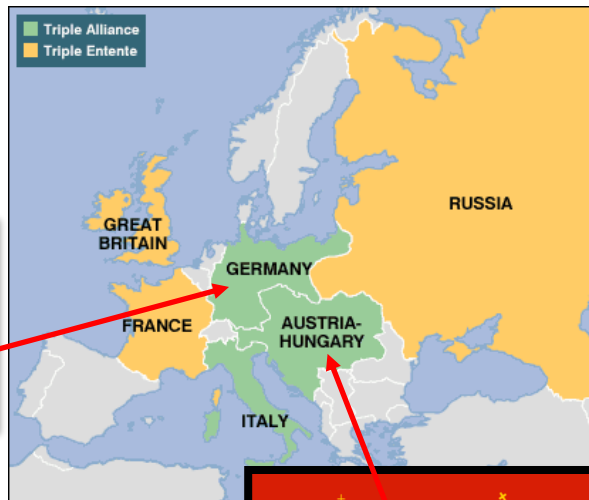 Triple Alliance
Triple Entente
RUSSIA
GREAT
BRITAIN
GERMANY
FRANCE
AUSTRIA-
HUNGARY
ITALY